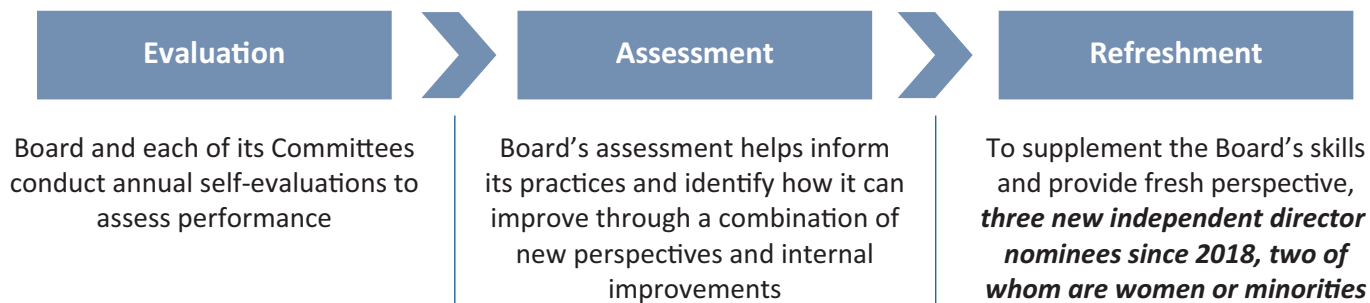 Evaluation
Board and each of its Committees
conduct annual self-evaluations to
assess performance
Assessment
Board’s assessment helps inform
its practices and identify how it can
improve through a combination of
new perspectives and internal
improvements
Refreshment
To supplement the Board’s skills
and provide fresh perspective,
three new independent director
nominees since 2018, two of
whom are women or minorities